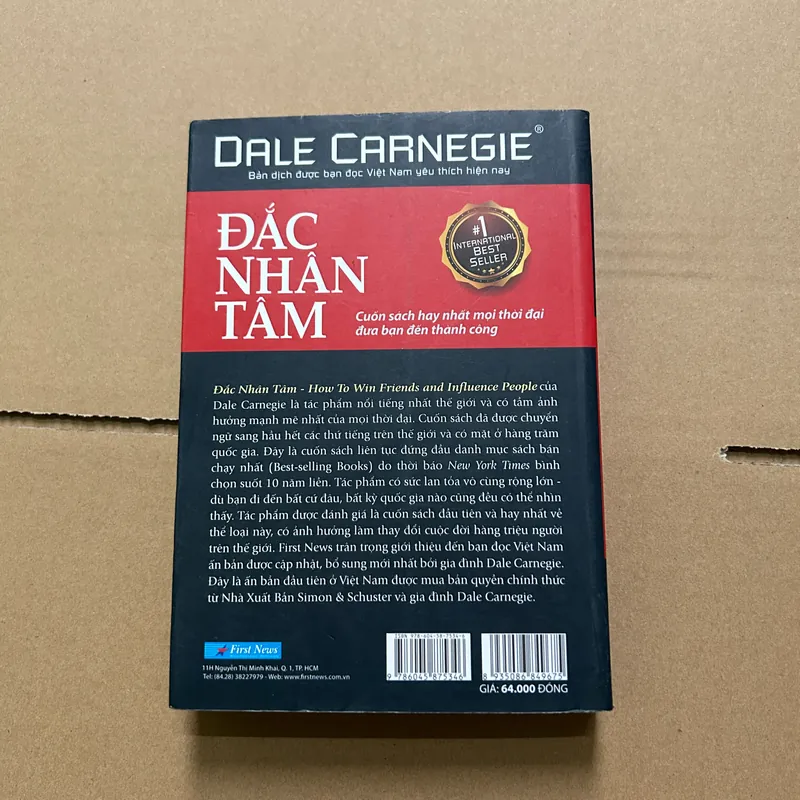 DALE CARNEGIE®
Bản dịch được bạn đọc Việt Nam yêu thích hiện nay
ĐẮC
NHÂN
TÂM
#1
INTERNATIONAL
BEST
SELLER
Cuốn sách hay nhất mọi thời đại
đưa bạn đến thành công
Đắc Nhân Tâm - How To Win Friends and Influence People của
Dale Carnegie là tác phẩm nổi tiếng nhất thế giới và có tầm ảnh
hưởng mạnh mẽ nhất của mọi thời đại. Cuốn sách đã được chuyển
ngữ sang hầu hết các thứ tiếng trên thế giới và có mặt ở hàng trăm
quốc gia. Đây là cuốn sách liên tục đứng đầu danh mục sách bán
chạy nhất (Best-selling Books) do thời báo New York Times bình
chọn suốt 10 năm liền. Tác phẩm có sức lan tỏa vô cùng rộng lớn -
dù bạn đi đến bất cứ đâu, bất kỳ quốc gia nào cũng đều có thể nhìn
thấy. Tác phẩm được đánh giá là cuốn sách đầu tiên và hay nhất về
thể loại này, có ảnh hưởng làm thay đổi cuộc đời hàng triệu người
trên thế giới. First News trân trọng giới thiệu đến bạn đọc Việt Nam
ấn bản được cập nhật, bổ sung mới nhất bởi gia đình Dale Carnegie.
Đây là ấn bản đầu tiên ở Việt Nam được mua bản quyền chính thức
từ Nhà Xuất Bản Simon & Schuster và gia đình Dale Carnegie.
First News
11H Nguyễn Thị Minh Khai, Q. 1, TP. HCM
Tel: (84.28) 38227979 - Web: www.firstnews.com.vn
ISBN 978-604-58-7534-6
9 786045 875346
8 935086 849675
GIÁ: 64.000 ĐỒNG